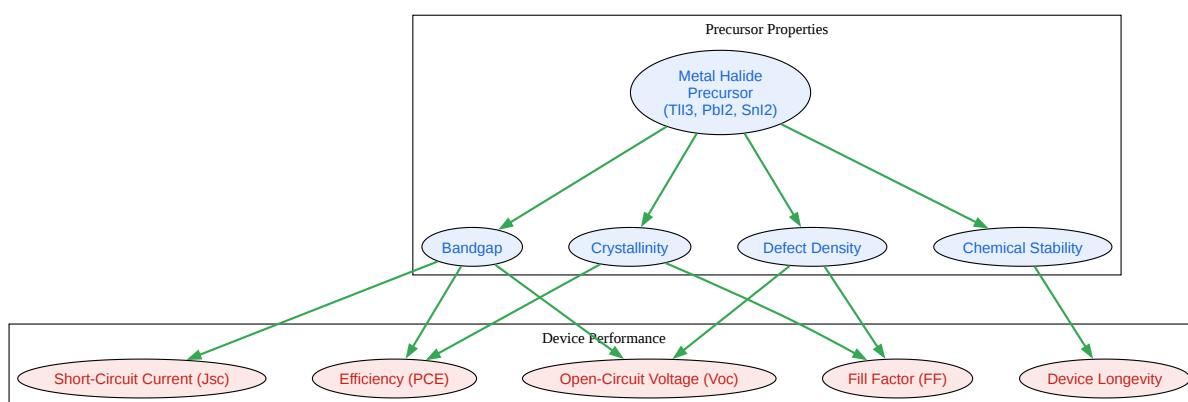 Precursor Properties
Metal Halide
Precursor
(TlI3, PbI2, SnI2)
Bandgap
Crystallinity
Defect Density
Chemical Stability
Device Performance
Short-Circuit Current (Jsc)
Efficiency (PCE)
Open-Circuit Voltage (Voc)
Fill Factor (FF)
Device Longevity